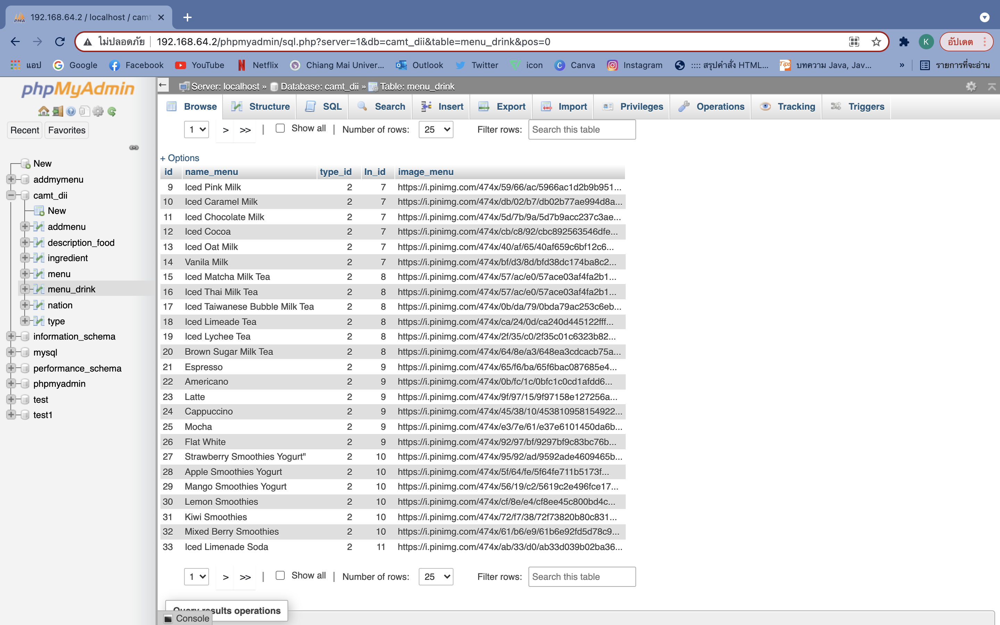 192.168.64.2 / localhost / camt
ไม่ปลอดภัย 192.168.64.2/phpmyadmin/sql.php?server=1&db=camt_dii&table=menu_drink&pos=0 K อัปเดต
แอป Google Facebook YouTube Netflix Chiang Mai Univer... Outlook Twitter icon Canva Instagram :::: สรุปคำสั่ง HTML... บทความ Java, Jav... » รายการที่จะอ่าน
phpMyAdmin
Recent Favorites
New
addmymenu
camt_dii
New
addmenu
description_food
ingredient
menu
menu_drink
nation
type
information_schema
mysql
performance_schema
phpmyadmin
test
test1
Server: localhost » Database: camt_dii » Table: menu_drink
Browse Structure SQL Search Insert Export Import Privileges Operations Tracking Triggers
1 > >> | Show all | Number of rows: 25 Filter rows: Search this table
+ Options
id name_menu type_id In_id image_menu
9 Iced Pink Milk 2 7 https://i.pinimg.com/474x/59/66/ac/5966ac1d2b9b951...
10 Iced Caramel Milk 2 7 https://i.pinimg.com/474x/db/02/b7/db02b77ae994d8a...
11 Iced Chocolate Milk 2 7 https://i.pinimg.com/474x/5d/7b/9a/5d7b9acc237c3ae...
12 Iced Cocoa 2 7 https://i.pinimg.com/474x/cb/c8/92/cbc892563546dfe...
13 Iced Oat Milk 2 7 https://i.pinimg.com/474x/40/af/65/40af659c6bf12c6...
14 Vanila Milk 2 7 https://i.pinimg.com/474x/bf/d3/8d/bfd38dc174ba8c2...
15 Iced Matcha Milk Tea 2 8 https://i.pinimg.com/474x/57/ac/e0/57ace03af4fa2b1...
16 Iced Thai Milk Tea 2 8 https://i.pinimg.com/474x/57/ac/e0/57ace03af4fa2b1...
17 Iced Taiwanese Bubble Milk Tea 2 8 https://i.pinimg.com/474x/0b/da/79/0bda79ac253c6eb...
18 Iced Limeade Tea 2 8 https://i.pinimg.com/474x/ca/24/0d/ca240d445122fff...
19 Iced Lychee Tea 2 8 https://i.pinimg.com/474x/2f/35/c0/2f35c01c6323b82...
20 Brown Sugar Milk Tea 2 8 https://i.pinimg.com/474x/64/8e/a3/648ea3cdcacb75a...
21 Espresso 2 9 https://i.pinimg.com/474x/65/f6/ba/65f6bac087685e4...
22 Americano 2 9 https://i.pinimg.com/474x/0b/fc/1c/0bfc1c0cd1afdd6...
23 Latte 2 9 https://i.pinimg.com/474x/9f/97/15/9f97158e127256a...
24 Cappuccino 2 9 https://i.pinimg.com/474x/45/38/10/453810958154922...
25 Mocha 2 9 https://i.pinimg.com/474x/e3/7e/61/e37e6101450da6b...
26 Flat White 2 9 https://i.pinimg.com/474x/92/97/bf/9297bf9c83bc76b...
27 Strawberry Smoothies Yogurt" 2 10 https://i.pinimg.com/474x/95/92/ad/9592ade4609465b...
28 Apple Smoothies Yogurt 2 10 https://i.pinimg.com/474x/5f/64/fe/5f64fe711b5173f...
29 Mango Smoothies Yogurt 2 10 https://i.pinimg.com/474x/56/19/c2/5619c2e496fce17...
30 Lemon Smoothies 2 10 https://i.pinimg.com/474x/cf/8e/e4/cf8ee45c800bd4c...
31 Kiwi Smoothies 2 10 https://i.pinimg.com/474x/72/f7/38/72f73820b80c831...
32 Mixed Berry Smoothies 2 10 https://i.pinimg.com/474x/61/b6/e9/61b6e92fd5d78c9...
33 Iced Limenade Soda 2 11 https://i.pinimg.com/474x/ab/33/d0/ab33d039b02ba36...
1 > >> | Show all | Number of rows: 25 Filter rows: Search this table
Query results operations
Console